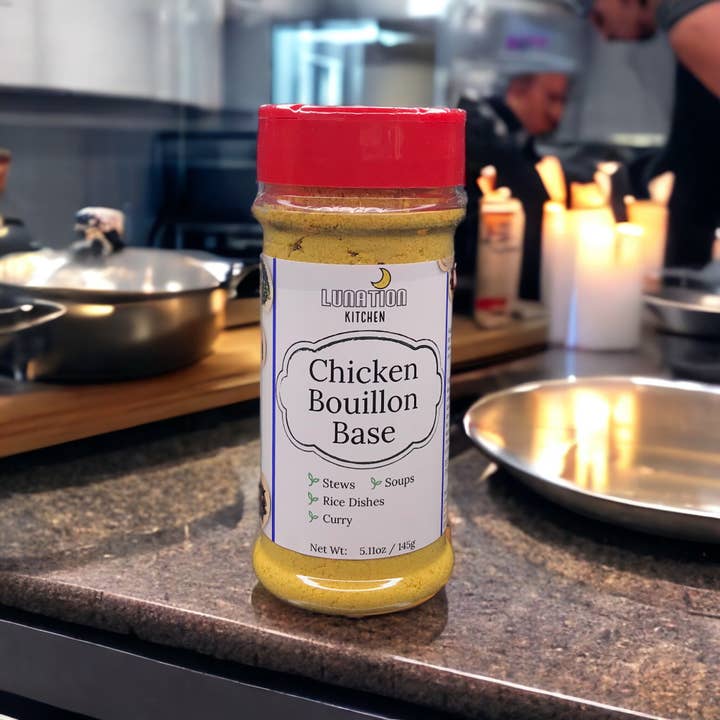 LUNATION
KITCHEN
Chicken
Bouillon
Base
Stews Soups
Rice Dishes
Curry
Net Wt: 5.11oz / 145g